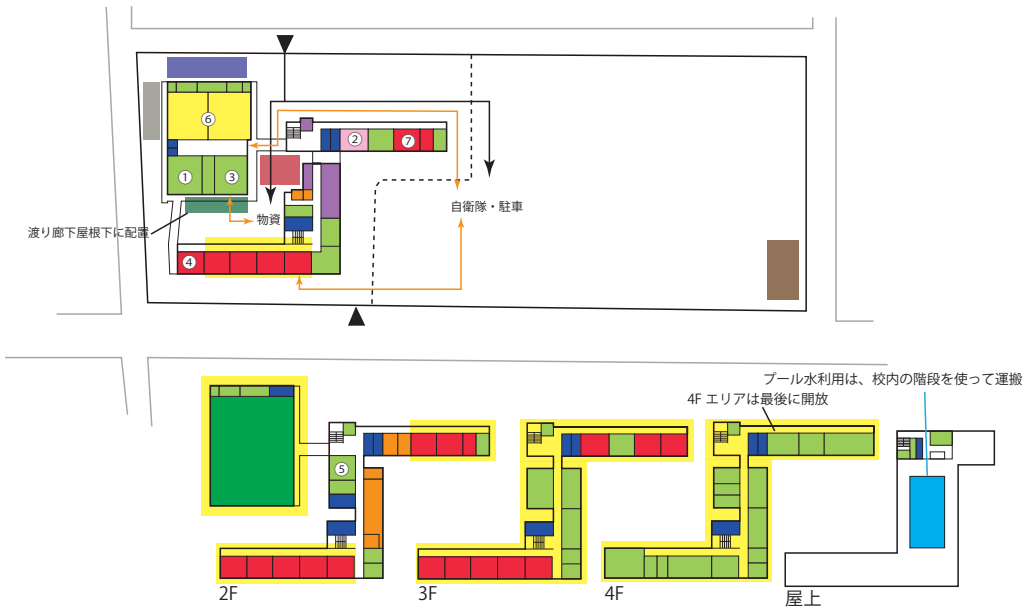 ⑥
②
⑦
①
③
自衛隊・駐車
物資
渡り廊下屋根下に配置
④
プール水利用は、校内の階段を使って運搬
4F エリアは最後に開放
⑤
2F
3F
4F
屋上